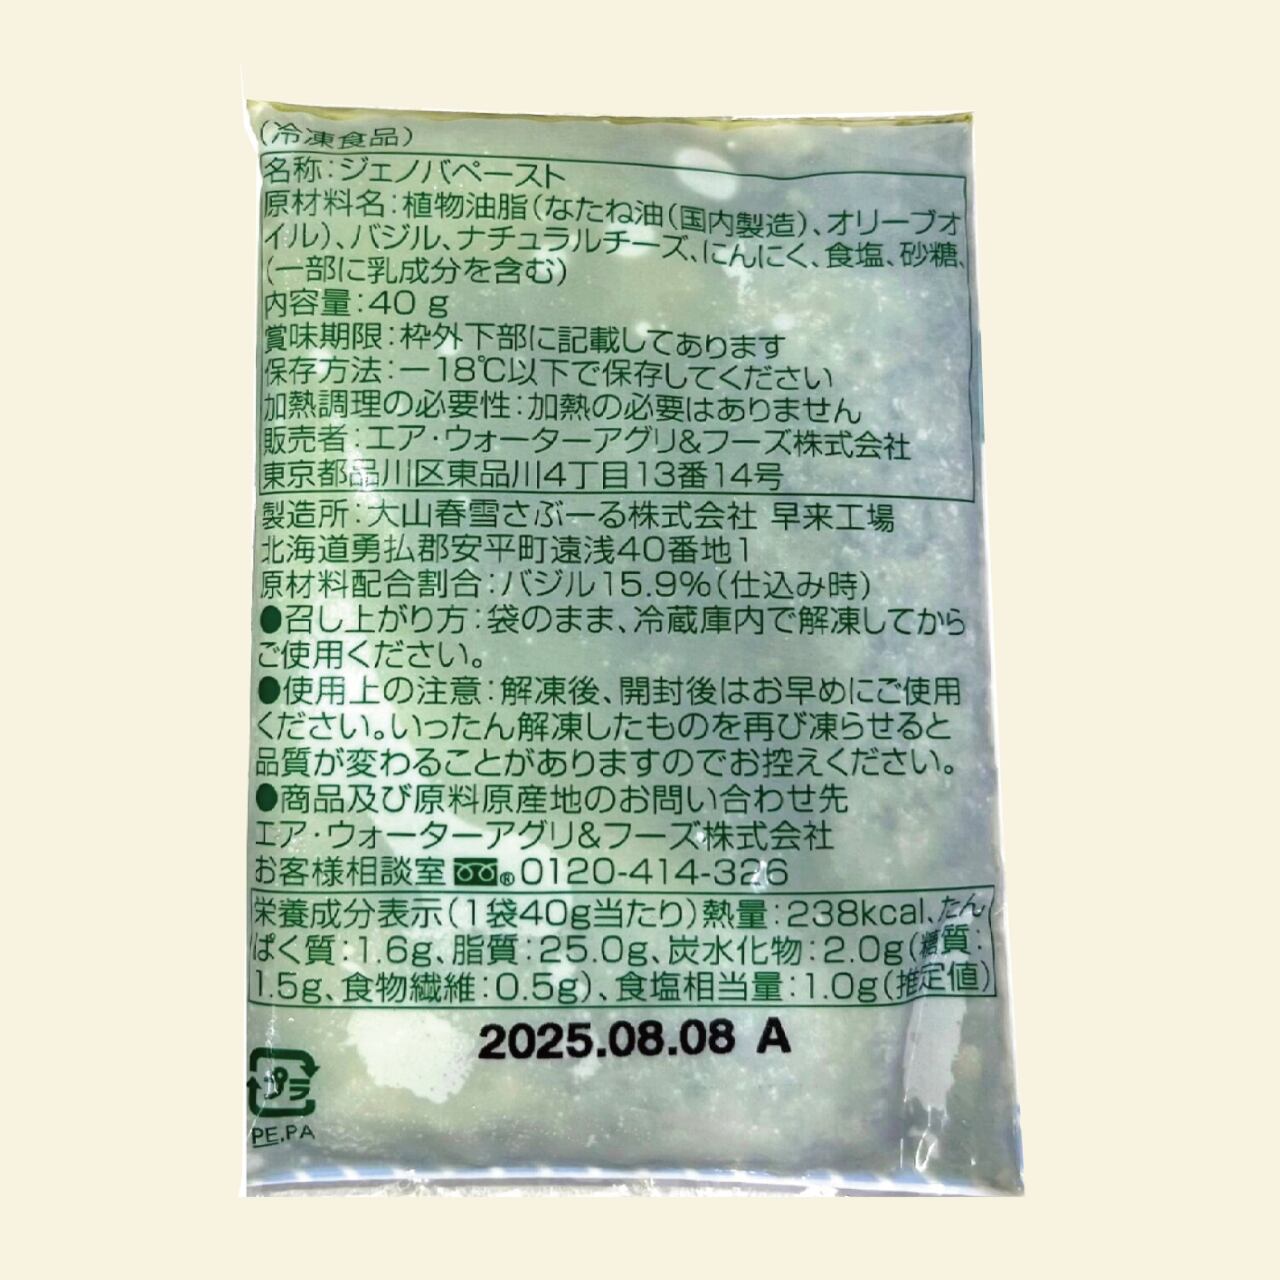 (冷凍食品)
名称:ジェノバペースト
原材料名:植物油脂(なたね油(国内製造)、オリーブオ
イル)、バジル、ナチュラルチーズ、にんにく、食塩、砂糖、
(一部に乳成分を含む)
内容量:40g
賞味期限:枠外下部に記載してあります
保存方法:ー18℃以下で保存してください
加熱調理の必要性:加熱の必要はありません
販売者:エア・ウォーターアグリ&フーズ株式会社
東京都品川区東品川4丁目13番14号
製造所:大山春雪さぶーる株式会社 早来工場
北海道勇払郡安平町遠浅40番地1
原材料配合割合:バジル15.9%(仕込み時)
●召し上がり方:袋のまま、冷蔵庫内で解凍してから
ご使用ください。
●使用上の注意:解凍後、開封後はお早めにご使用
ください。いったん解凍したものを再び凍らせると
品質が変わることがありますのでお控えください。
●商品及び原料原産地のお問い合わせ先
エア・ウォーターアグリ&フーズ株式会社
お客様相談室 ® 0120-414-326
栄養成分表示(1袋40g当たり)熱量:238kcal、たん
ぱく質:1.6g、脂質:25.0g、炭水化物:2.0g(糖質:
1.5g、食物繊維:0.5g)、食塩相当量:1.0g(推定値)
2025.08.08 A
プラ
PE.PA